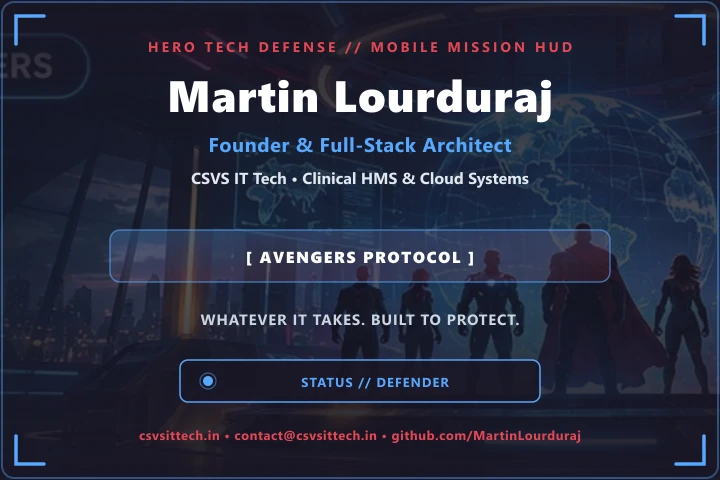 HERO TECH DEFENSE // MOBILE MISSION HUD
ERS
Martin Lourduraj
Founder & Full-Stack Architect
CSVS IT Tech • Clinical HMS & Cloud Systems
[ AVENGERS PROTOCOL ]
WHATEVER IT TAKES. BUILT TO PROTECT.
STATUS // DEFENDER
csvsittech.in • contact@csvsittech.in • github.com/MartinLourduraj